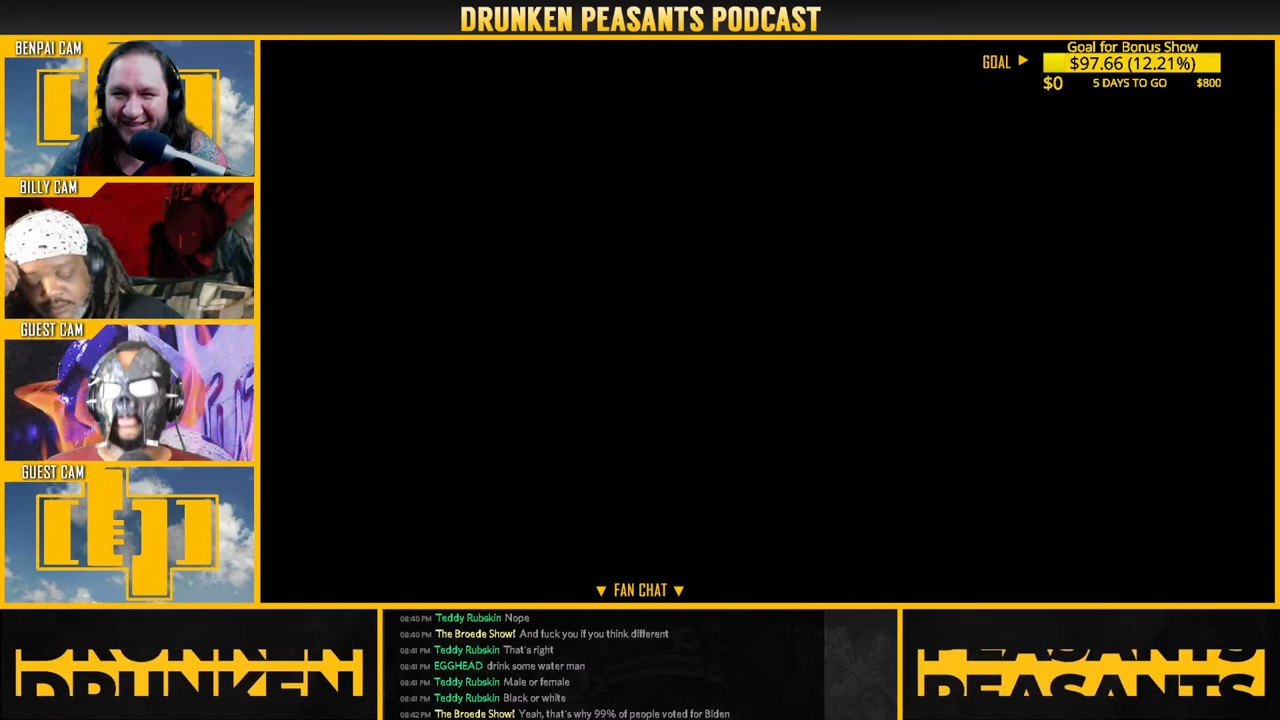 DRUNKEN PEASANTS PODCAST
BENPAI CAM
BILLY CAM
GUEST CAM
GUEST CAM
GOAL ▶
Goal for Bonus Show
$97.66 (12.21%)
$0 5 DAYS TO GO $800
▼ FAN CHAT ▼
08:40 PM Teddy Rubskin Nope
08:40 PM The Broede Show! And fuck you if you think different
08:41 PM Teddy Rubskin That's right
08:41 PM EGGHEAD drink some water man
08:41 PM Teddy Rubskin Male or female
08:41 PM Teddy Rubskin Black or white
08:42 PM The Broede Show! Yeah, that's why 99% of people voted for Biden
DRUNKEN
DRUNKEN
PEASANTS
PEASANTS